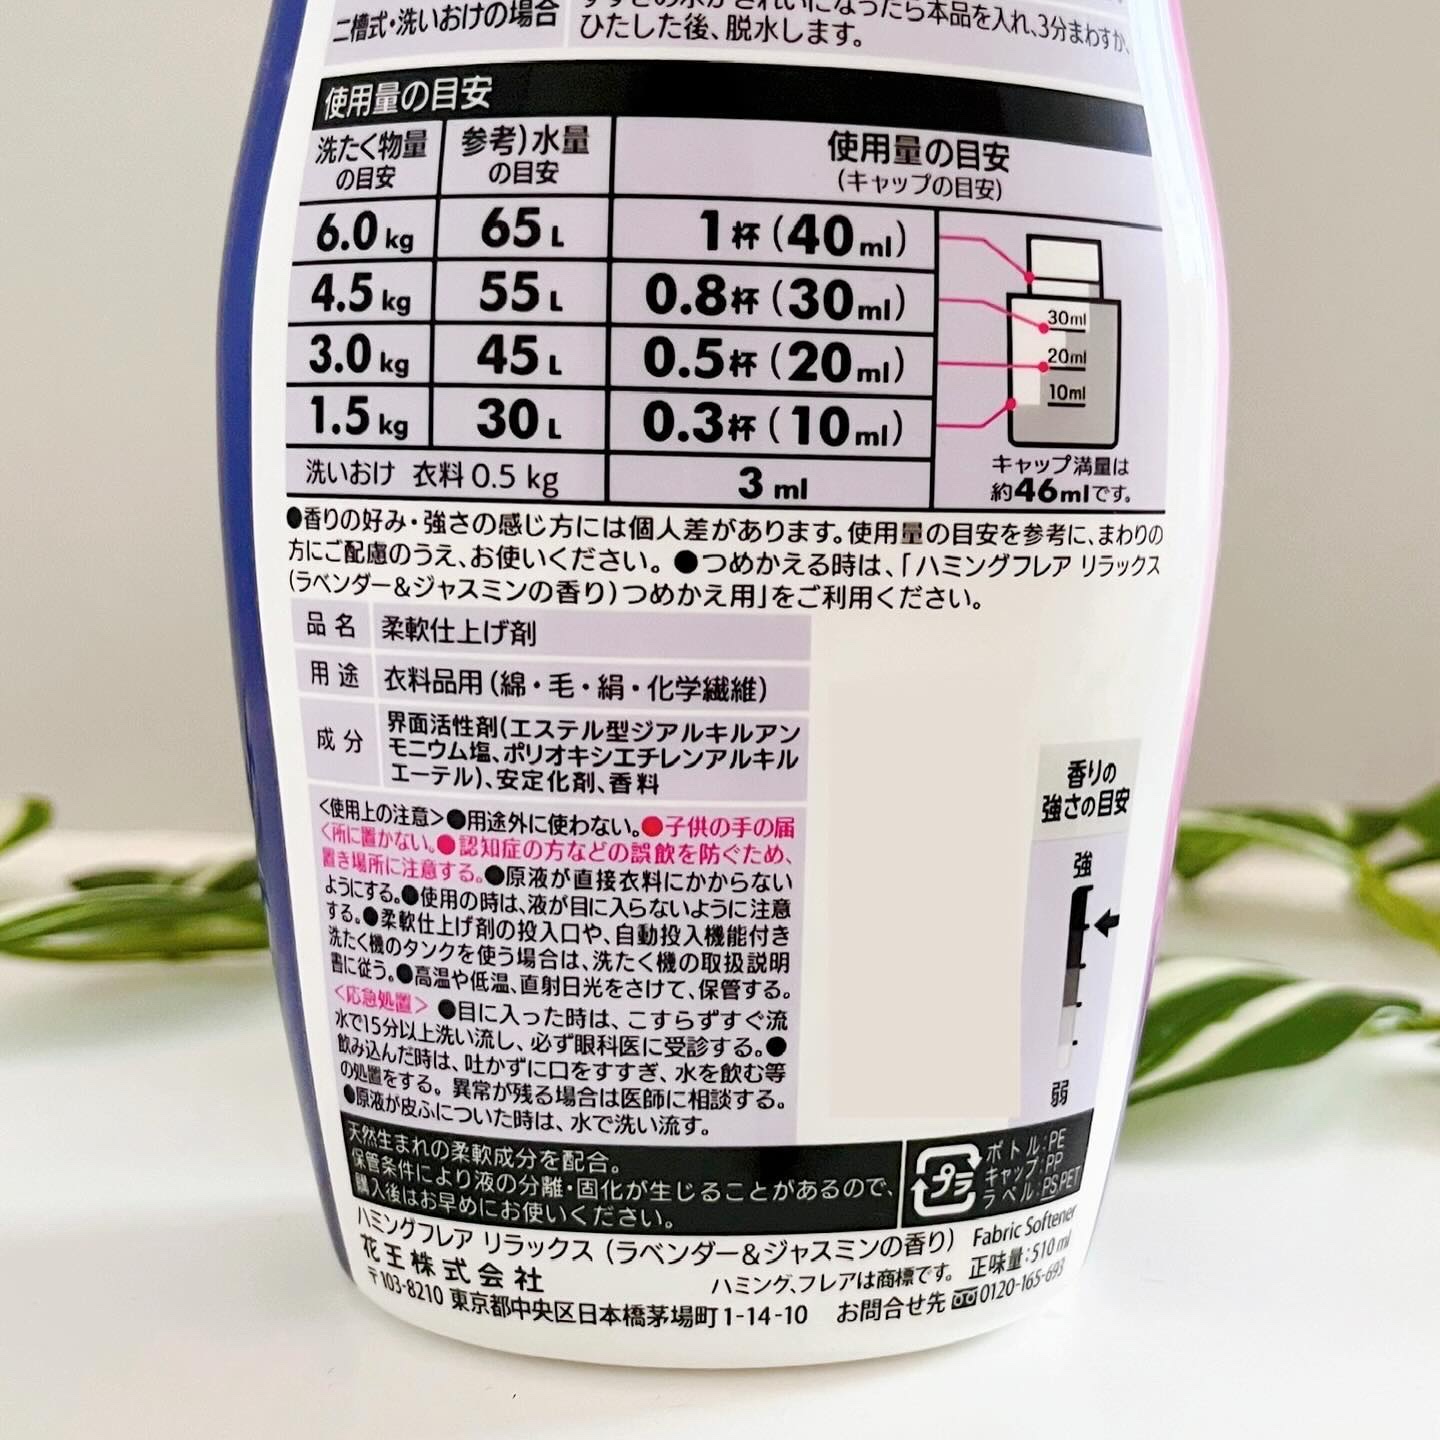 二槽式・洗いおけの場合
すすぎの水がきれいになったら本品を入れ、3分まわすか、
ひたした後、脱水します。
使用量の目安
洗たく物量
の目安
参考)水量
の目安
使用量の目安
(キャップの目安)
6.0 kg 65 L 1杯(40ml)
4.5 kg 55 L 0.8杯(30ml)
3.0 kg 45 L 0.5杯(20ml)
1.5 kg 30 L 0.3杯(10ml)
洗いおけ 衣料 0.5 kg 3 ml
30ml
20ml
10ml
キャップ満量は
約46mlです。
●香りの好み・強さの感じ方には個人差があります。使用量の目安を参考に、まわりの
方にご配慮のうえ、お使いください。●つめかえる時は、「ハミングフレア リラックス
(ラベンダー&ジャスミンの香り)つめかえ用」をご利用ください。
品名 柔軟仕上げ剤
用途 衣料品用(綿・毛・絹・化学繊維)
成分 界面活性剤(エステル型ジアルキルアン
モニウム塩、ポリオキシエチレンアルキル
エーテル)、安定化剤、香料
<使用上の注意>●用途外に使わない。●子供の手の届
く所に置かない。●認知症の方などの誤飲を防ぐため、
置き場所に注意する。●原液が直接衣料にかからない
ようにする。●使用の時は、液が目に入らないように注意
する。●柔軟仕上げ剤の投入口や、自動投入機能付き
洗たく機のタンクを使う場合は、洗たく機の取扱説明
書に従う。●高温や低温、直射日光をさけて、保管する。
<応急処置>●目に入った時は、こすらずすぐ流
水で15分以上洗い流し、必ず眼科医に受診する。●
飲み込んだ時は、吐かずに口をすすぎ、水を飲む等
の処置をする。異常が残る場合は医師に相談する。
●原液が皮ふについた時は、水で洗い流す。
香りの
強さの目安
強
弱
天然生まれの柔軟成分を配合。
保管条件により液の分離・固化が生じることがあるので、
購入後はお早めにお使いください。
プラ
ボトル:PE
キャップ:PP
ラベル:PS,PET
ハミングフレア リラックス (ラベンダー&ジャスミンの香り) Fabric Softener
花王株式会社
ハミング、フレアは商標です。 正味量:510 ml
〒103-8210 東京都中央区日本橋茅場町1-14-10 お問合せ先 0120-165-693